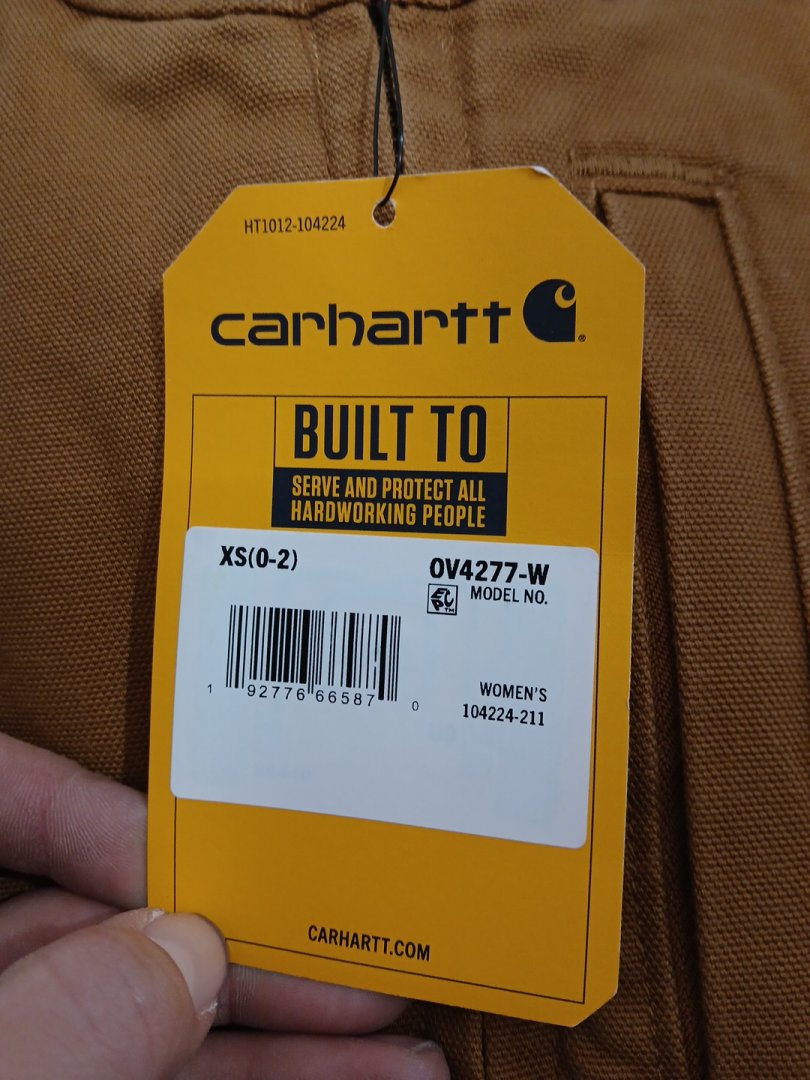 HT1012-104224
carhartt
BUILT TO
SERVE AND PROTECT ALL
HARDWORKING PEOPLE
XS(0-2)
OV4277-W
MODEL NO.
1 92776 66587 0
WOMEN'S
104224-211
CARHARTT.COM